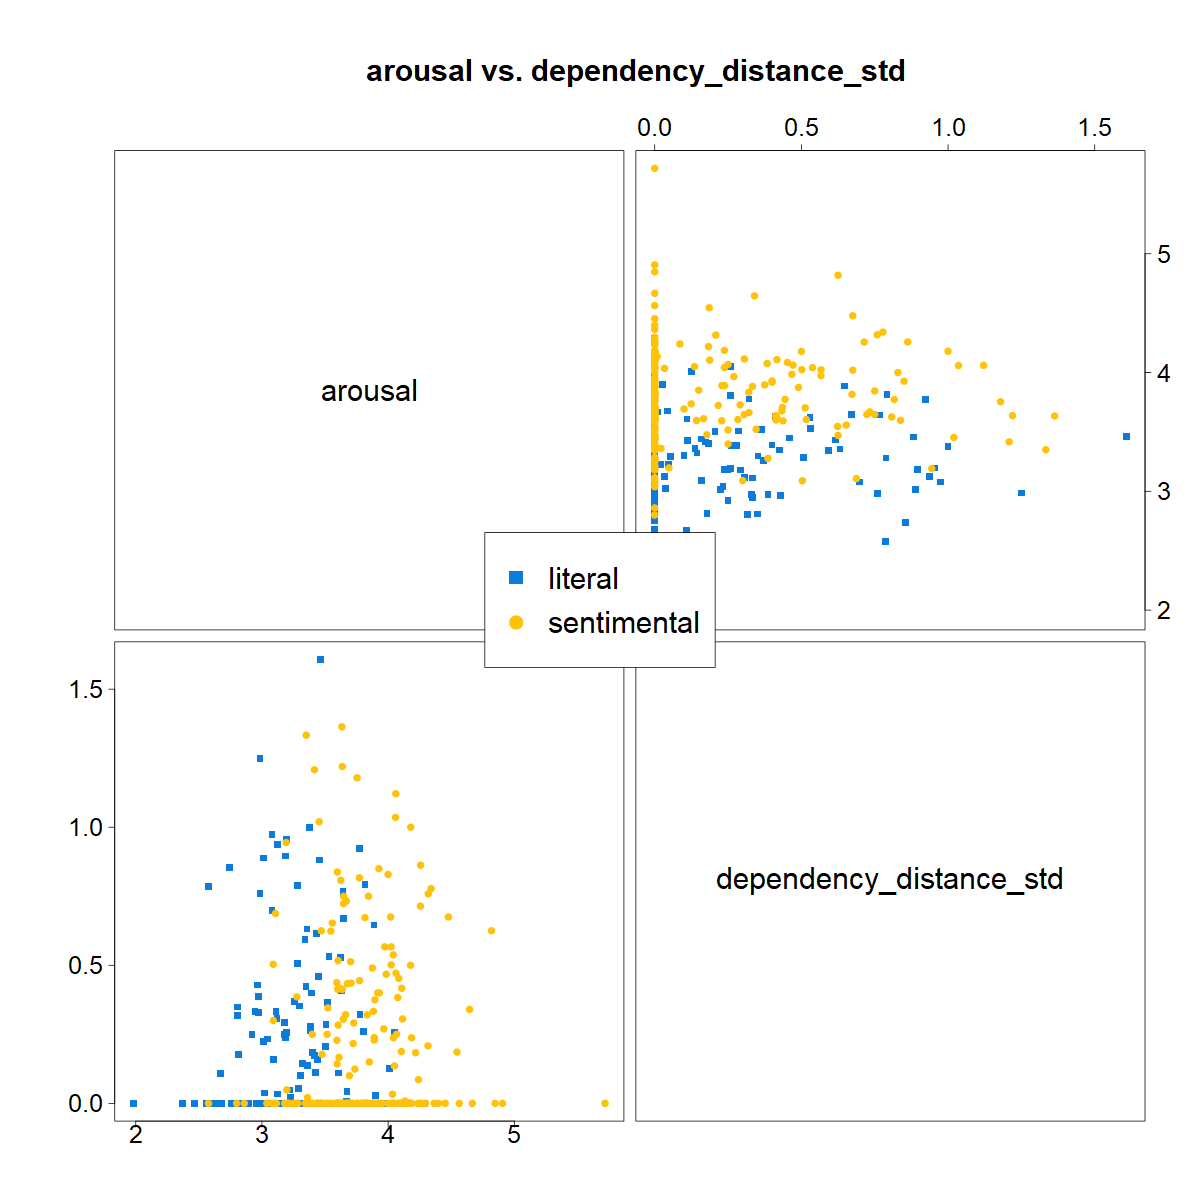 arousal vs. dependency_distance_std
0.0 0.5 1.0 1.5
arousal
5
4
3
2
literal
sentimental
1.5
1.0
0.5
0.0
dependency_distance_std
2 3 4 5